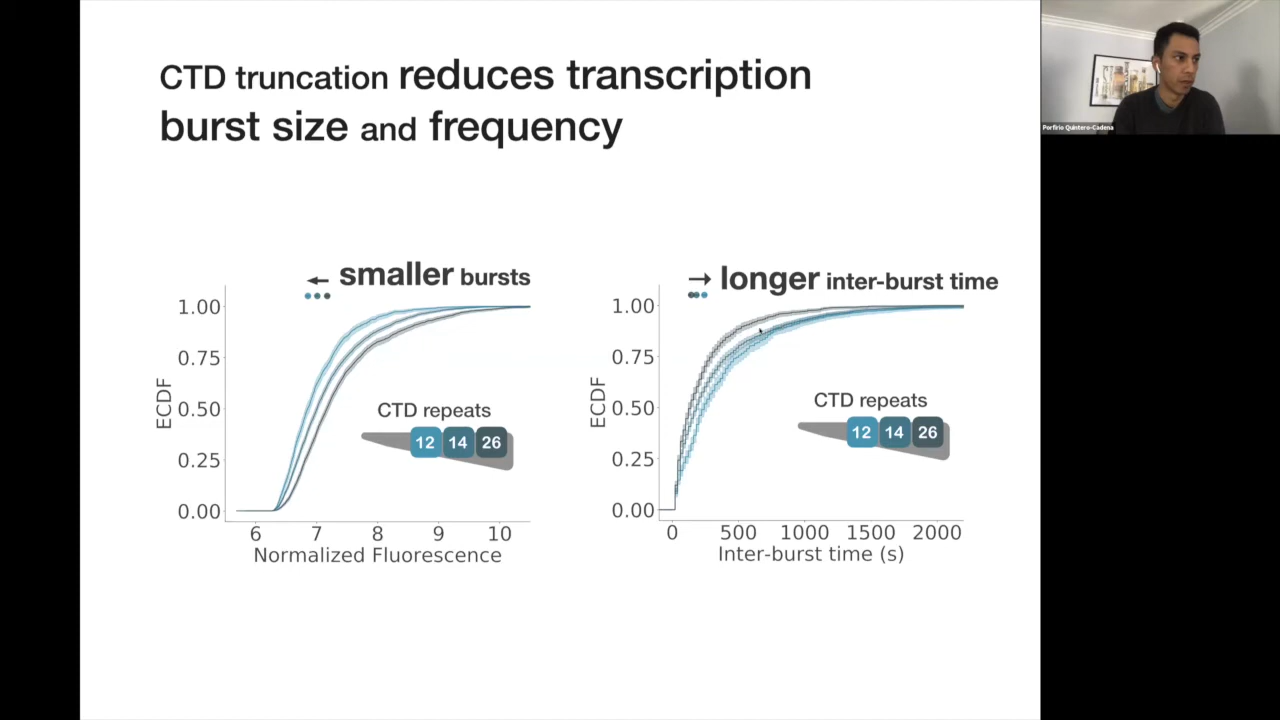 CTD truncation reduces transcription
burst size and frequency
← smaller bursts
1.00
0.75
0.50
0.25
0.00
ECDF
CTD repeats
12 14 26
6 7 8 9 10
Normalized Fluorescence
→ longer inter-burst time
1.00
0.75
0.50
0.25
0.00
ECDF
CTD repeats
12 14 26
0 500 1000 1500 2000
Inter-burst time (s)
Porfirio Quintero-Cadena